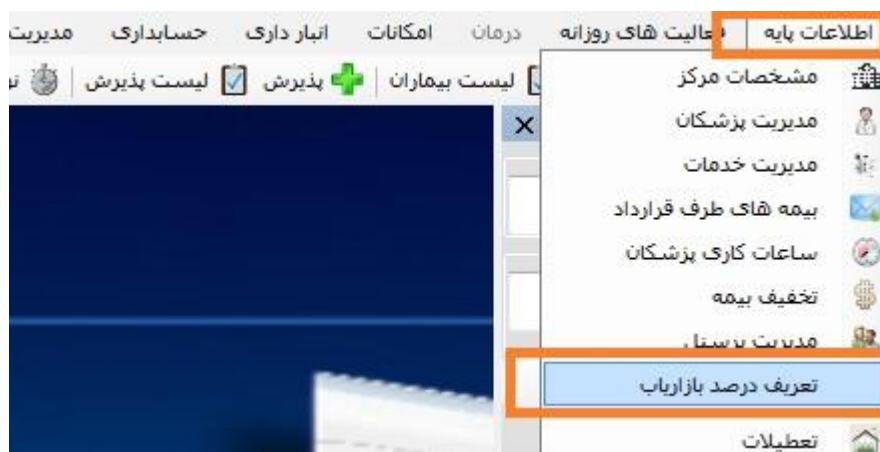 اطلاعات پایه فعالیت های روزانه درمان امکانات انبار داری حسابداری مدیریت
لیست بیماران پذیرش لیست پذیرش
مشخصات مرکز
مدیریت پزشکان
مدیریت خدمات
بیمه های طرف قرارداد
ساعات کاری پزشکان
تخفیف بیمه
مدیریت پرسنل
تعریف درصد بازاریاب
تعطیلات